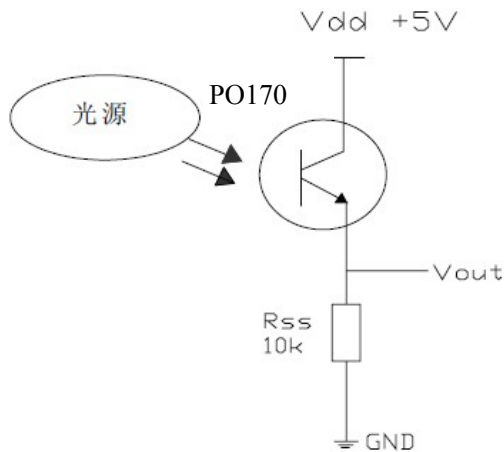 Vdd +5V
PO170
光源
Vout
Rss
10k
GND